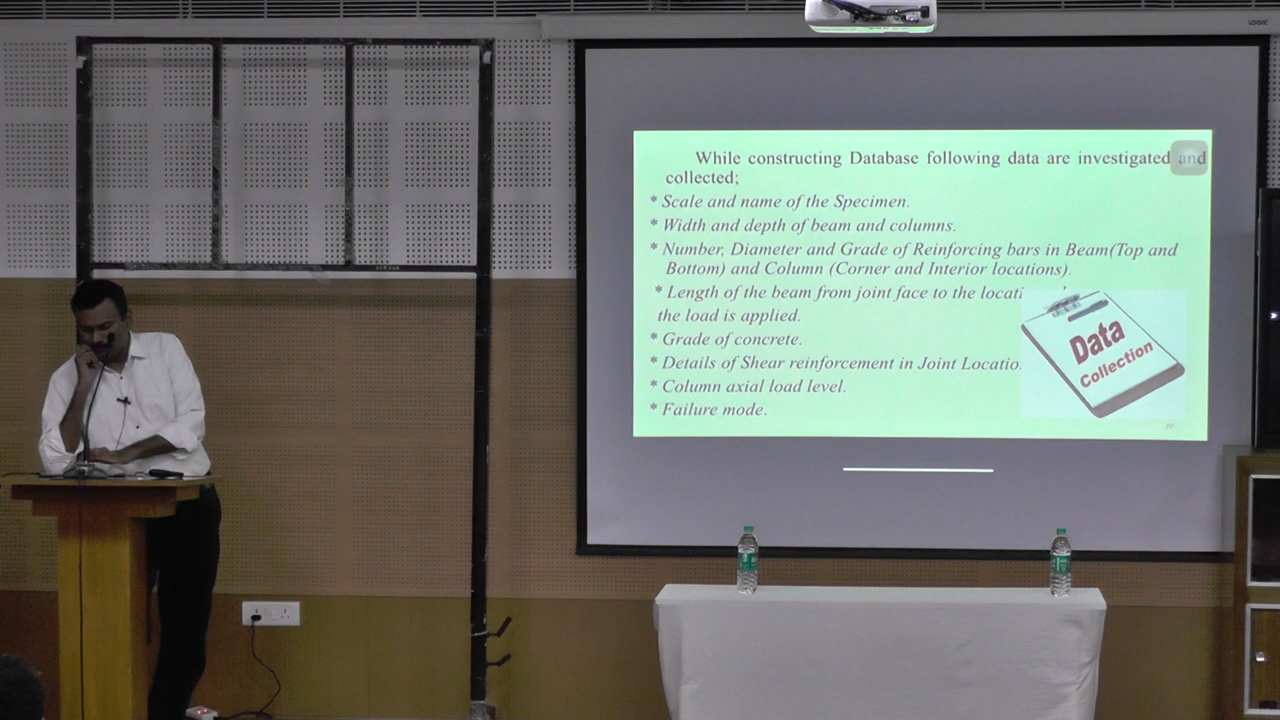 LOGIC
While constructing Database following data are investigated and
collected;
* Scale and name of the Specimen.
* Width and depth of beam and columns.
* Number, Diameter and Grade of Reinforcing bars in Beam(Top and
Bottom) and Column (Corner and Interior locations).
* Length of the beam from joint face to the locati
the load is applied.
* Grade of concrete.
* Details of Shear reinforcement in Joint Locatio
* Column axial load level.
* Failure mode.
Data
Collection
20